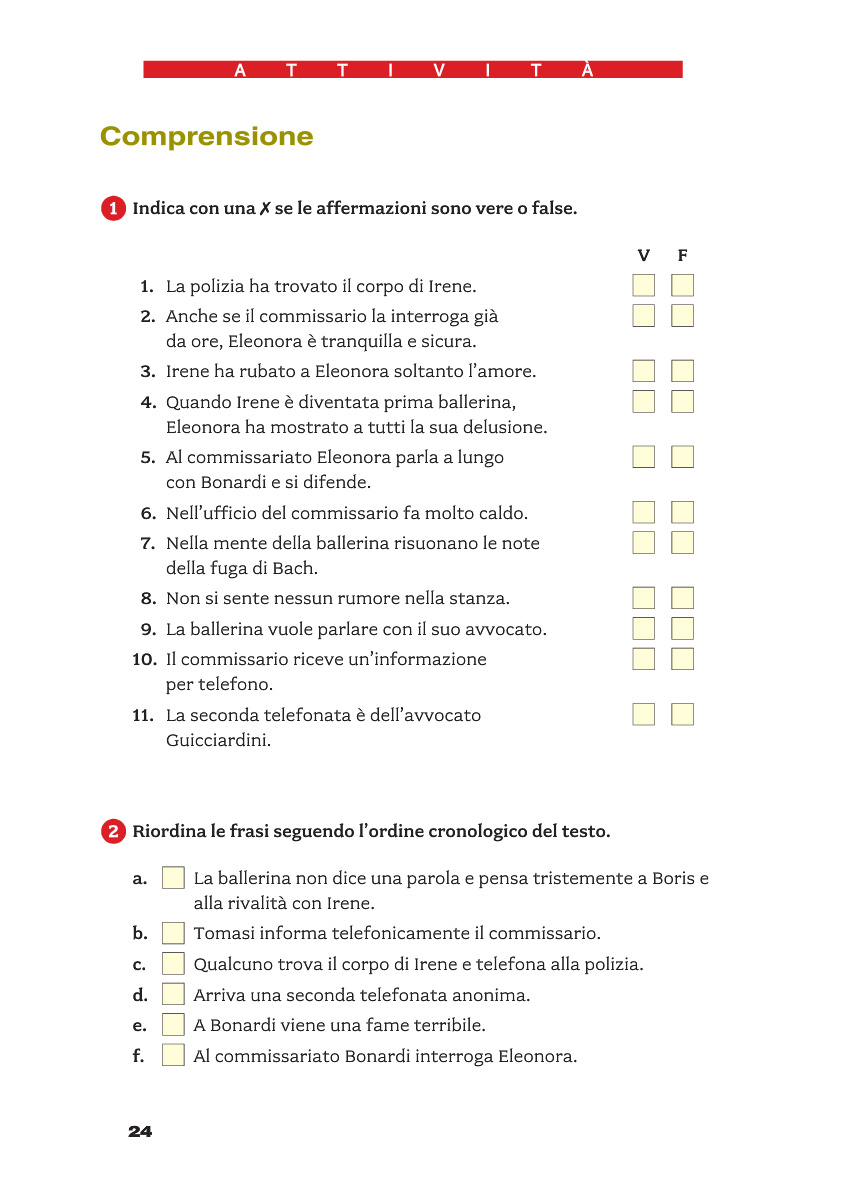 ATTIVITÀ
Comprensione
1 Indica con una ✗ se le affermazioni sono vere o false.
V F
1. La polizia ha trovato il corpo di Irene.
2. Anche se il commissario la interroga già
da ore, Eleonora è tranquilla e sicura.
3. Irene ha rubato a Eleonora soltanto l’amore.
4. Quando Irene è diventata prima ballerina,
Eleonora ha mostrato a tutti la sua delusione.
5. Al commissariato Eleonora parla a lungo
con Bonardi e si difende.
6. Nell’ufficio del commissario fa molto caldo.
7. Nella mente della ballerina risuonano le note
della fuga di Bach.
8. Non si sente nessun rumore nella stanza.
9. La ballerina vuole parlare con il suo avvocato.
10. Il commissario riceve un’informazione
per telefono.
11. La seconda telefonata è dell’avvocato
Guicciardini.
2 Riordina le frasi seguendo l’ordine cronologico del testo.
a. La ballerina non dice una parola e pensa tristemente a Boris e
alla rivalità con Irene.
b. Tomasi informa telefonicamente il commissario.
c. Qualcuno trova il corpo di Irene e telefona alla polizia.
d. Arriva una seconda telefonata anonima.
e. A Bonardi viene una fame terribile.
f. Al commissariato Bonardi interroga Eleonora.
24